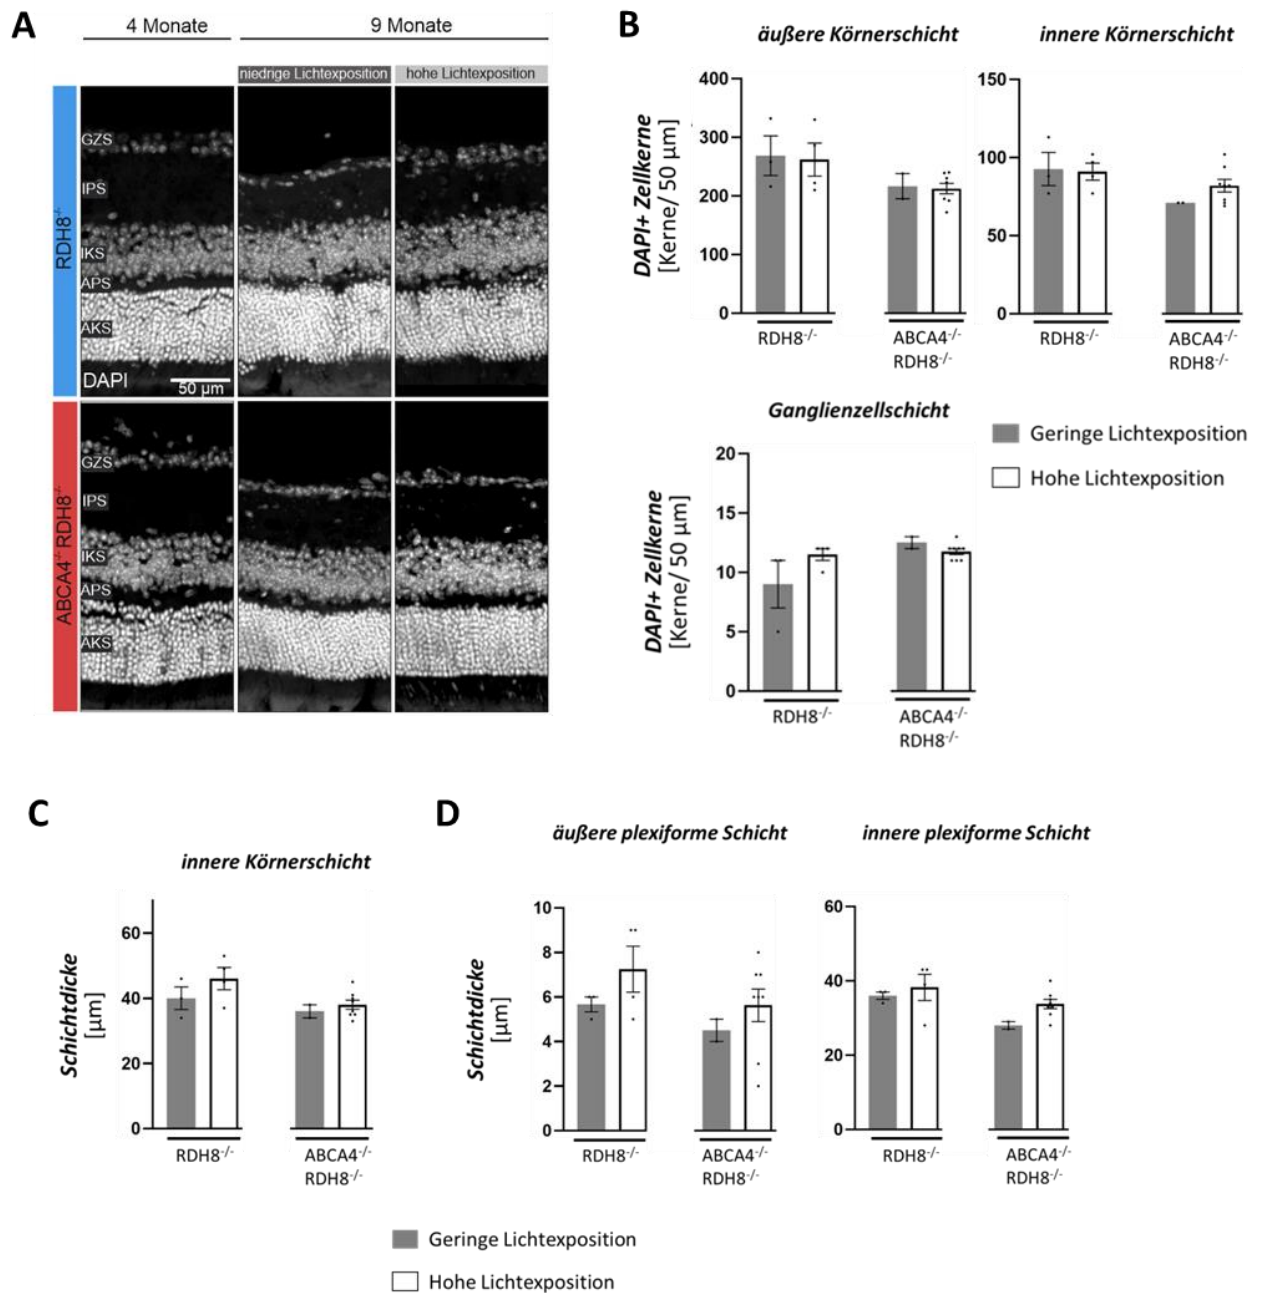 A
4 Monate
9 Monate
niedrige Lichtexposition
hohe Lichtexposition
RDH8-/-
GZS
IPS
IKS
APS
AKS
DAPI
50 µm
ABCA4-/-RDH8-/-
GZS
IPS
IKS
APS
AKS
B
äußere Körnerschicht
innere Körnerschicht
DAPI+ Zellkerne
[Kerne/ 50 µm]
400
300
200
100
0
RDH8-/-
ABCA4-/-
RDH8-/-
150
100
50
0
RDH8-/-
ABCA4-/-
RDH8-/-
Ganglienzellschicht
DAPI+ Zellkerne
[Kerne/ 50 µm]
20
15
10
5
0
RDH8-/-
ABCA4-/-
RDH8-/-
Geringe Lichtexposition
Hohe Lichtexposition
C
innere Körnerschicht
Schichtdicke
[µm]
60
40
20
0
RDH8-/-
ABCA4-/-
RDH8-/-
D
äußere plexiforme Schicht
innere plexiforme Schicht
Schichtdicke
[µm]
10
8
6
4
2
0
RDH8-/-
ABCA4-/-
RDH8-/-
60
40
20
0
RDH8-/-
ABCA4-/-
RDH8-/-
Geringe Lichtexposition
Hohe Lichtexposition